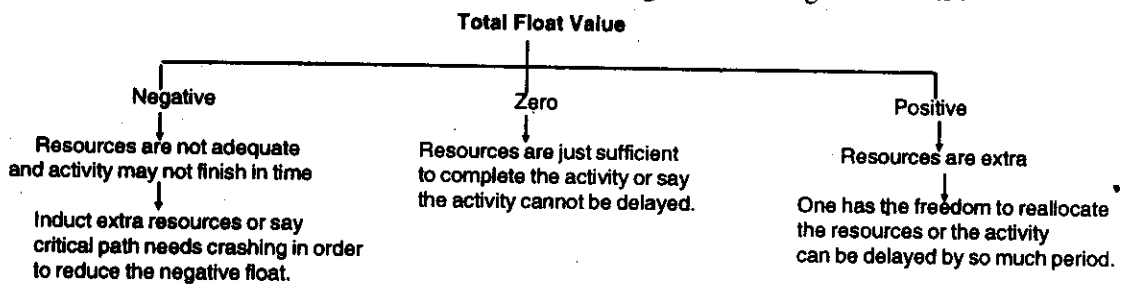 Total Float Value
Negative
Zero
Positive
Resources are not adequate
and activity may not finish in time
Resources are just sufficient
to complete the activity or say
the activity cannot be delayed.
Resources are extra
Induct extra resources or say
critical path needs crashing in order
to reduce the negative float.
One has the freedom to reallocate
the resources or the activity
can be delayed by so much period.